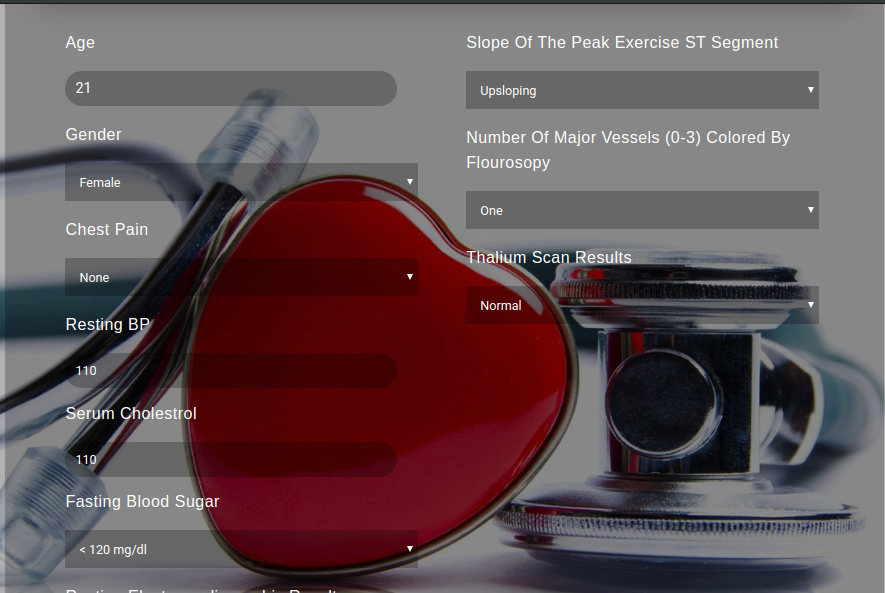 Age
21
Gender
Female
Chest Pain
None
Resting BP
110
Serum Cholestrol
110
Fasting Blood Sugar
< 120 mg/dl
Slope Of The Peak Exercise ST Segment
Upsloping
Number Of Major Vessels (0-3) Colored By
Flourosopy
One
Thalium Scan Results
Normal